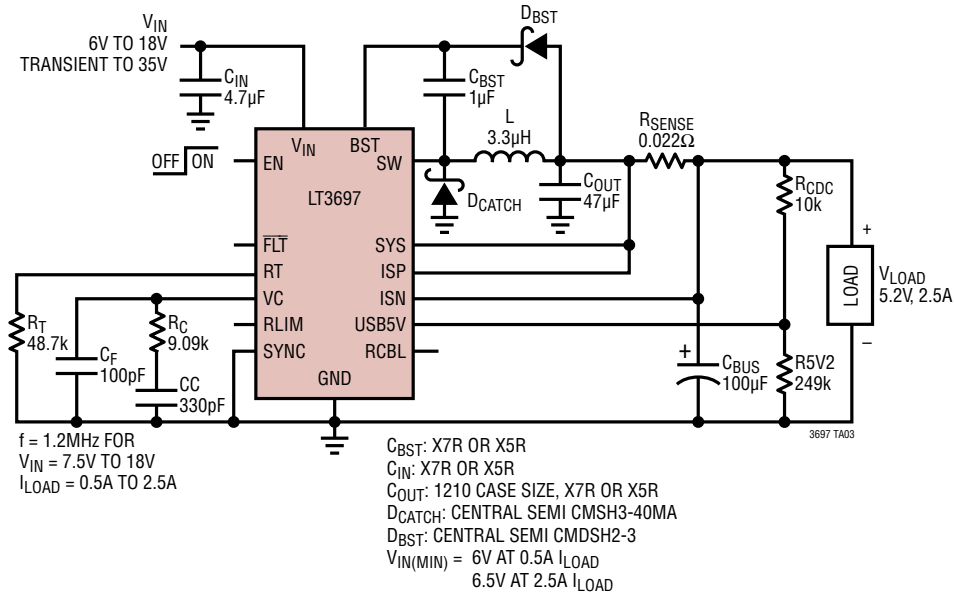 VIN
6V TO 18V
TRANSIENT TO 35V
CIN
4.7µF
DBST
CBST
1µF
L
3.3µH
RSENSE
0.022Ω
OFF ON
VIN
BST
EN
SW
LT3697
DCATCH
COUT
47µF
RCDC
10k
FLT
SYS
RT
ISP
VC
ISN
RLIM
USB5V
SYNC
RCBL
GND
+
LOAD
–
VLOAD
5.2V, 2.5A
RT
48.7k
CF
100pF
RC
9.09k
CC
330pF
+
CBUS
100µF
R5V2
249k
3697 TA03
f = 1.2MHz FOR
VIN = 7.5V TO 18V
ILOAD = 0.5A TO 2.5A
CBST: X7R OR X5R
CIN: X7R OR X5R
COUT: 1210 CASE SIZE, X7R OR X5R
DCATCH: CENTRAL SEMI CMSH3-40MA
DBST: CENTRAL SEMI CMDSH2-3
VIN(MIN) = 6V AT 0.5A ILOAD
6.5V AT 2.5A ILOAD